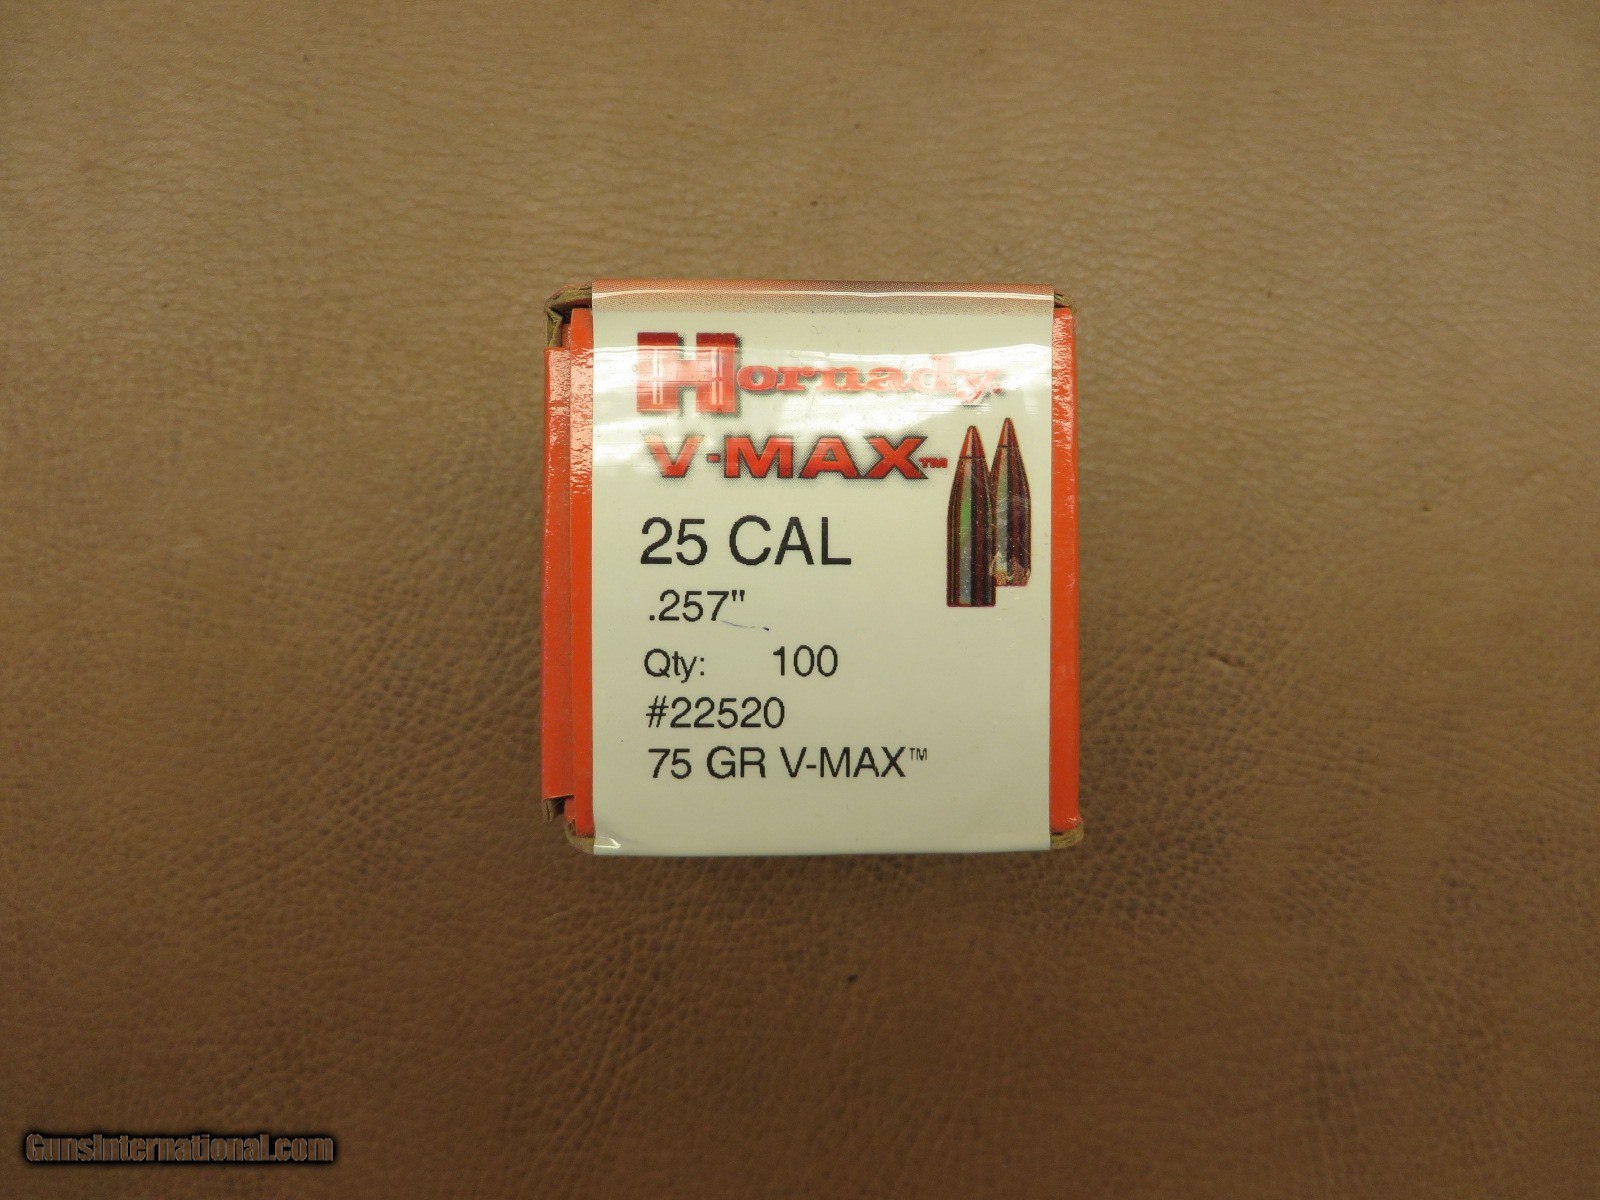 Hornady
V-MAX™
25 CAL
.257"
Qty: 100
#22520
75 GR V-MAX™
GunsInternational.com